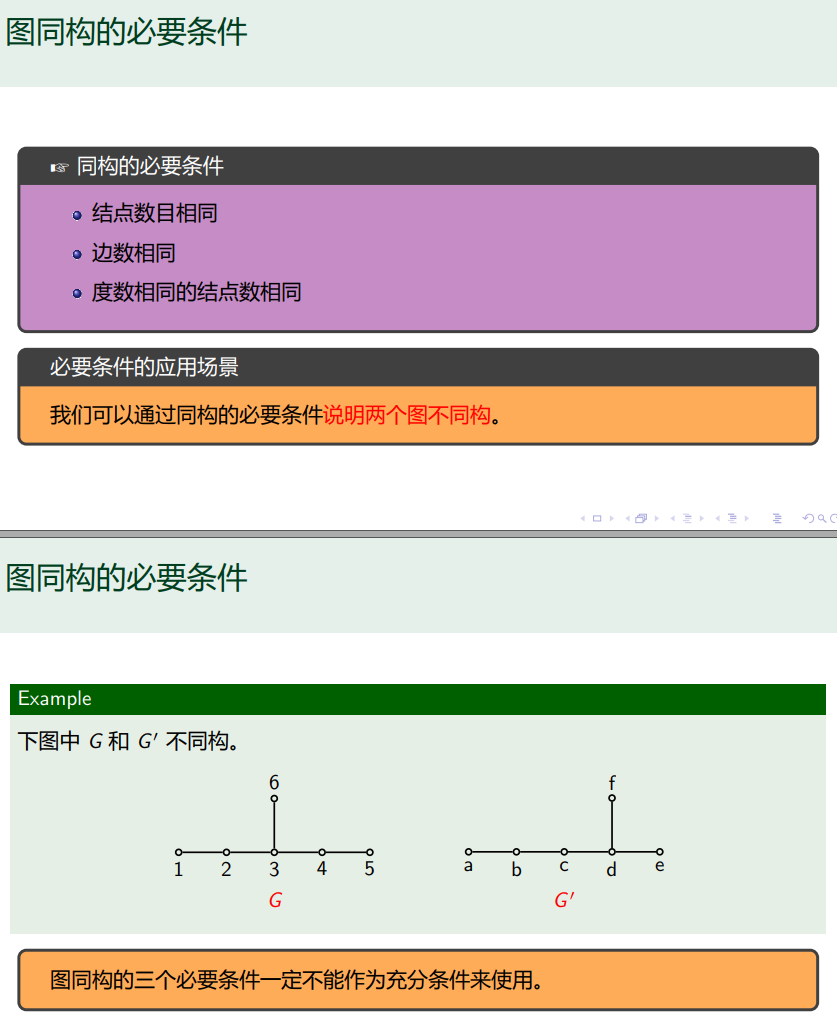 图同构的必要条件
☞ 同构的必要条件
结点数目相同
边数相同
度数相同的结点数相同
必要条件的应用场景
我们可以通过同构的必要条件说明两个图不同构。
图同构的必要条件
Example
下图中 G 和 G′ 不同构。
6 f
1 2 3 4 5 a b c d e
G G′
图同构的三个必要条件一定不能作为充分条件来使用。